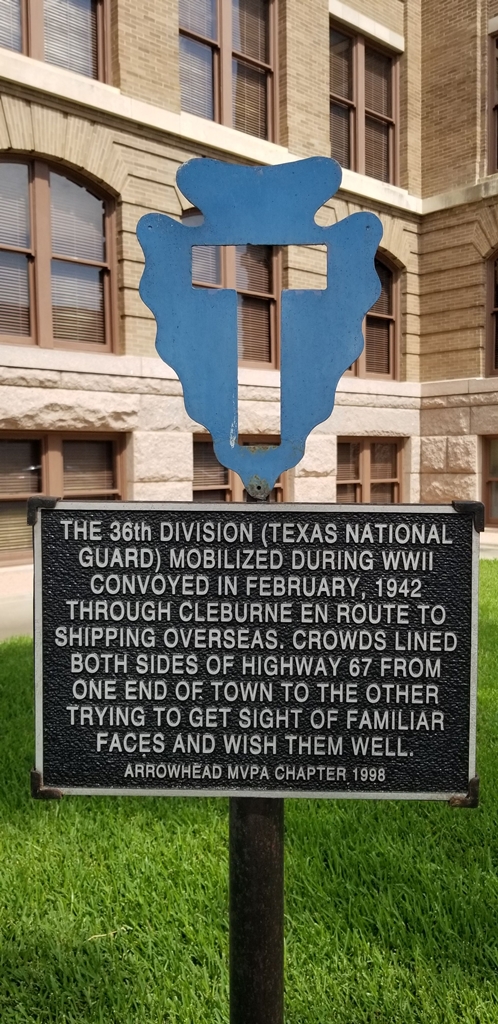 T
THE 36th DIVISION (TEXAS NATIONAL
GUARD) MOBILIZED DURING WWII
CONVOYED IN FEBRUARY, 1942
THROUGH CLEBURNE EN ROUTE TO
SHIPPING OVERSEAS. CROWDS LINED
BOTH SIDES OF HIGHWAY 67 FROM
ONE END OF TOWN TO THE OTHER
TRYING TO GET SIGHT OF FAMILIAR
FACES AND WISH THEM WELL.
ARROWHEAD MVPA CHAPTER 1998